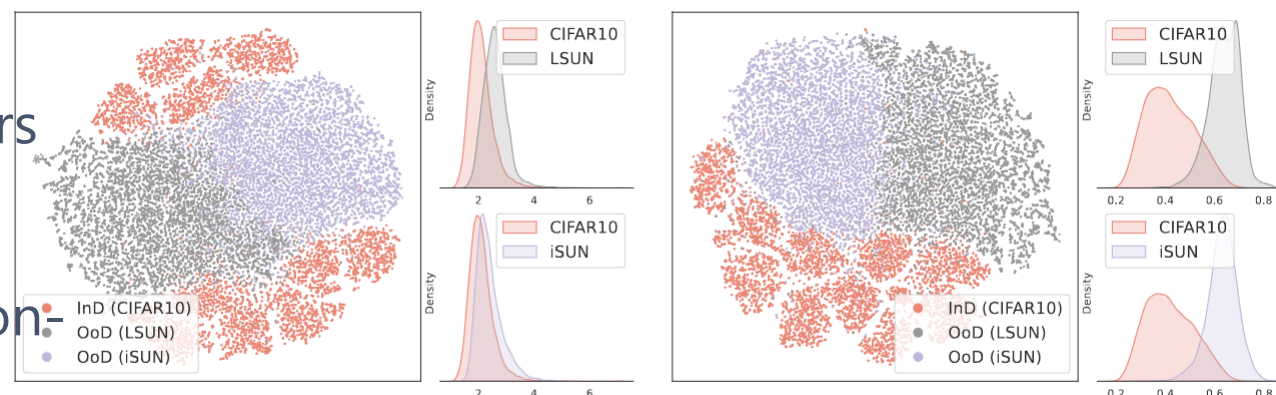 rs
on-
InD (CIFAR10)
OoD (LSUN)
OoD (iSUN)
CIFAR10
LSUN
Density
2 4 6
CIFAR10
iSUN
Density
2 4 6
InD (CIFAR10)
OoD (LSUN)
OoD (iSUN)
CIFAR10
LSUN
Density
0.2 0.4 0.6 0.8
CIFAR10
iSUN
Density
0.2 0.4 0.6 0.8